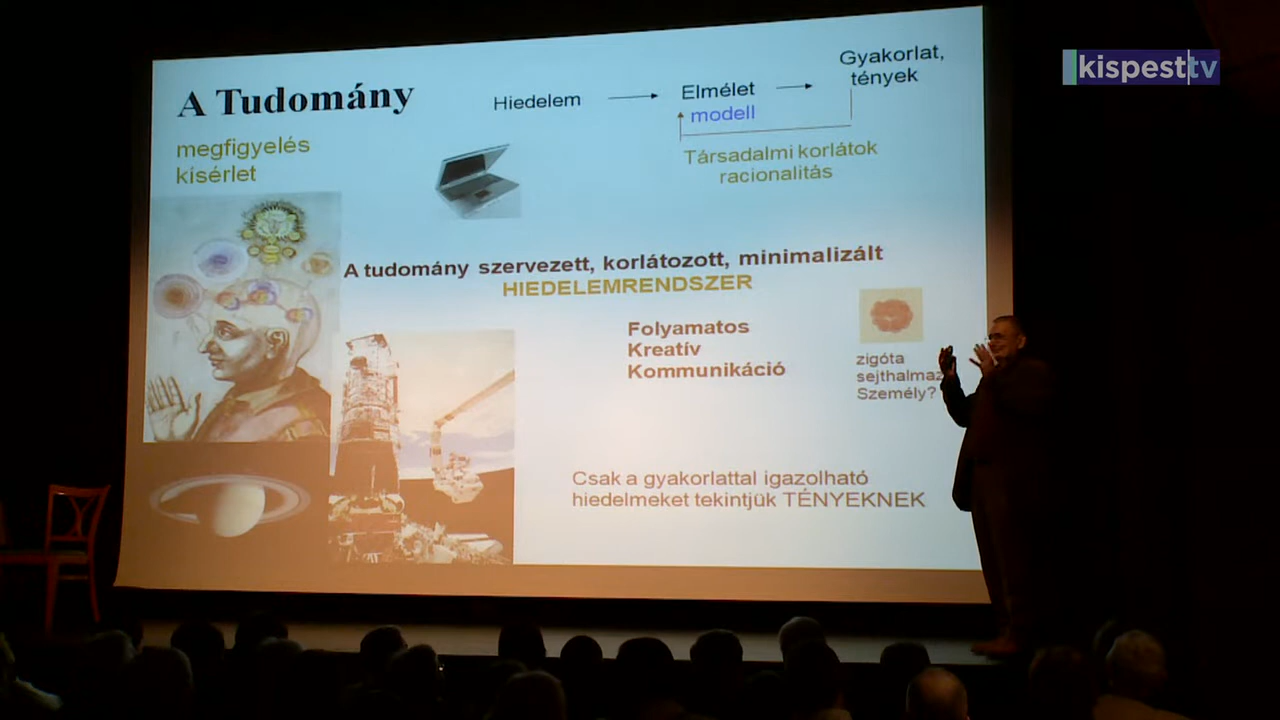 kispest tv
A Tudomány
megfigyelés
kísérlet
Hiedelem
Elmélet
modell
Gyakorlat,
tények
Társadalmi korlátok
racionalitás
A tudomány szervezett, korlátozott, minimalizált
HIEDELEMRENDSZER
Folyamatos
Kreatív
Kommunikáció
zigóta
sejthalmaz
Személy?
Csak a gyakorlattal igazolható
hiedelmeket tekintjük TÉNYEKNEK